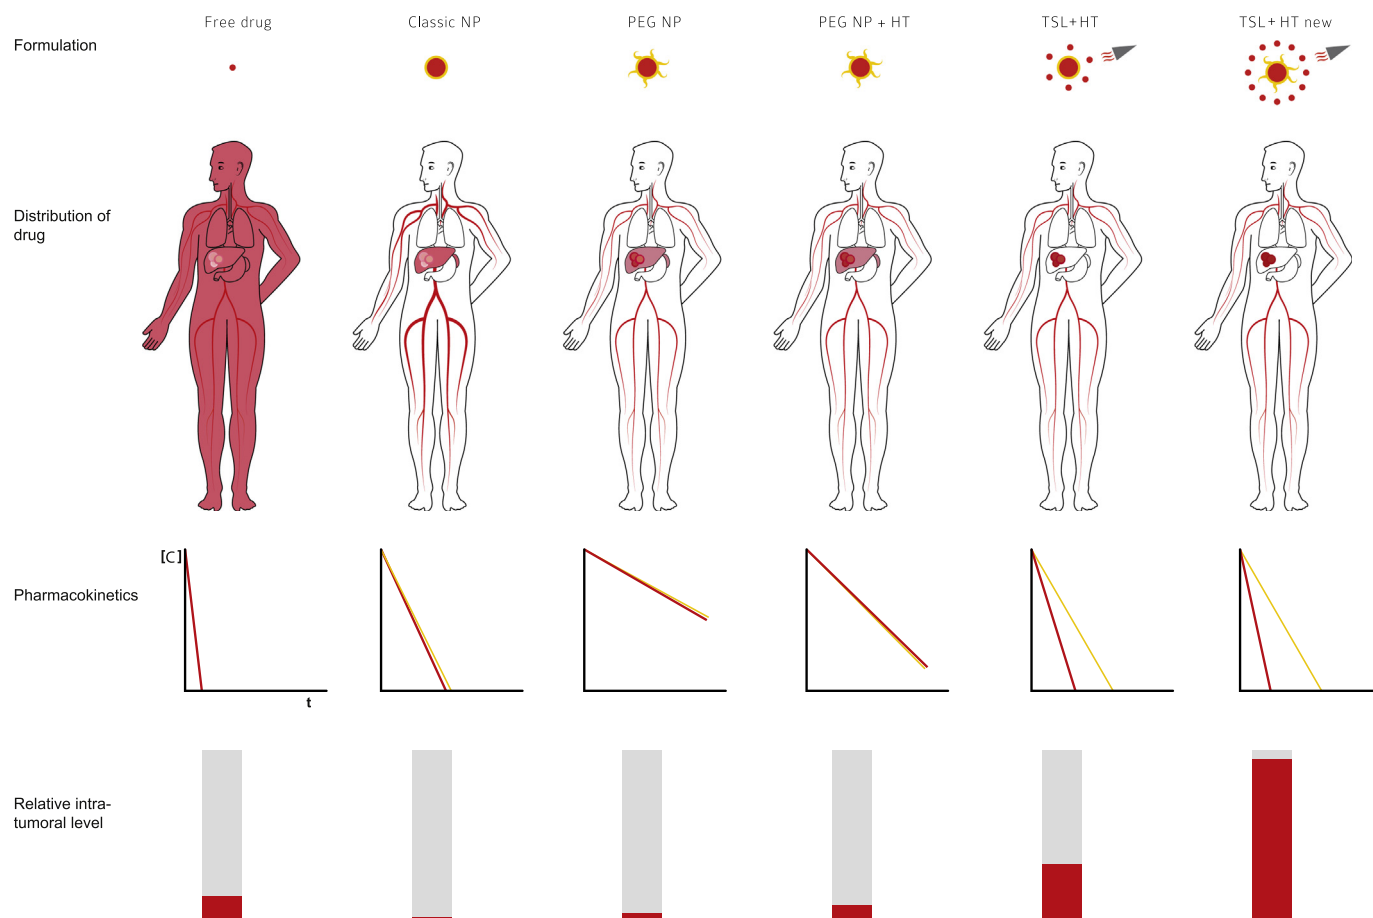 Free drug
Classic NP
PEG NP
PEG NP + HT
TSL+HT
TSL+ HT new
Formulation
Distribution of
drug
[C]
Pharmacokinetics
t
Relative intra-
tumoral level